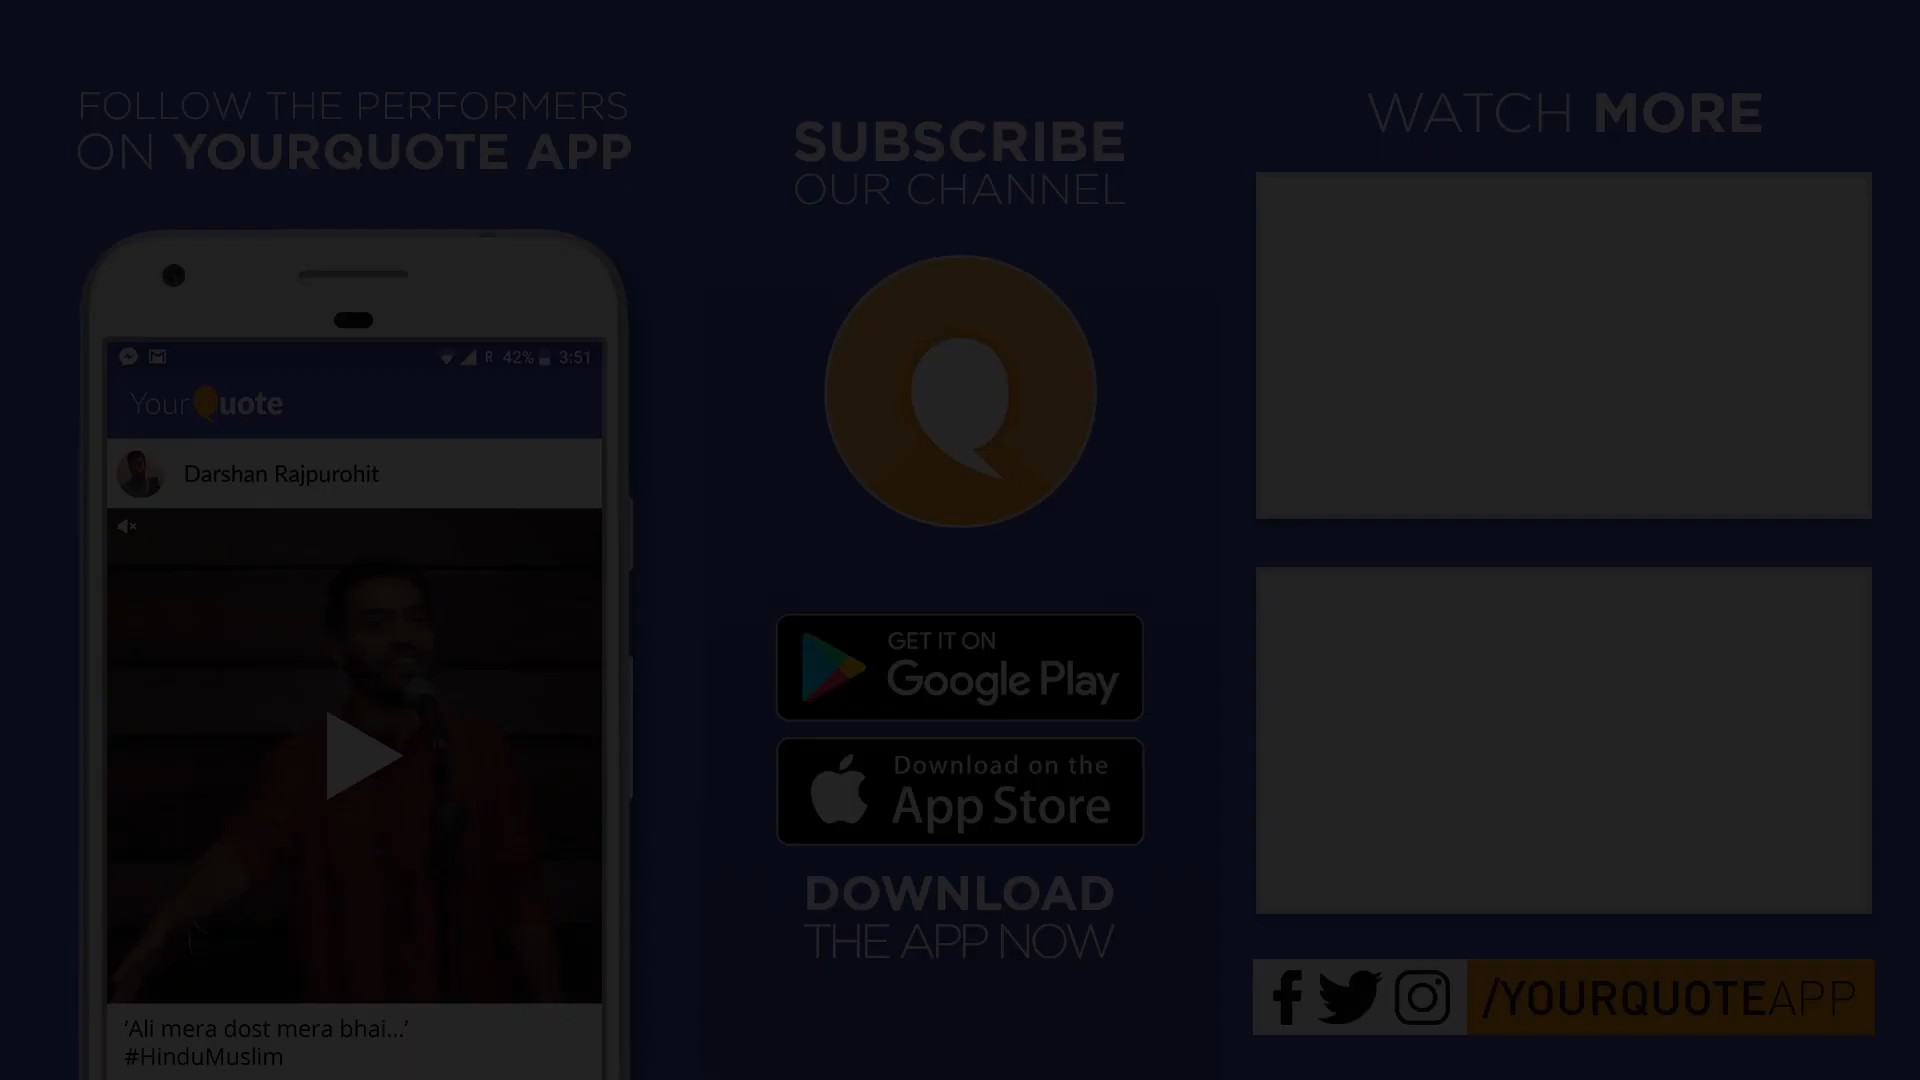 FOLLOW THE PERFORMERS
ON YOURQUOTE APP
R 42% 3:51
YourQuote
Darshan Rajpurohit
'Ali mera dost mera bhai...'
#HinduMuslim
SUBSCRIBE
OUR CHANNEL
GET IT ON
Google Play
Download on the
App Store
DOWNLOAD
THE APP NOW
WATCH MORE
/YOURQUOTEAPP